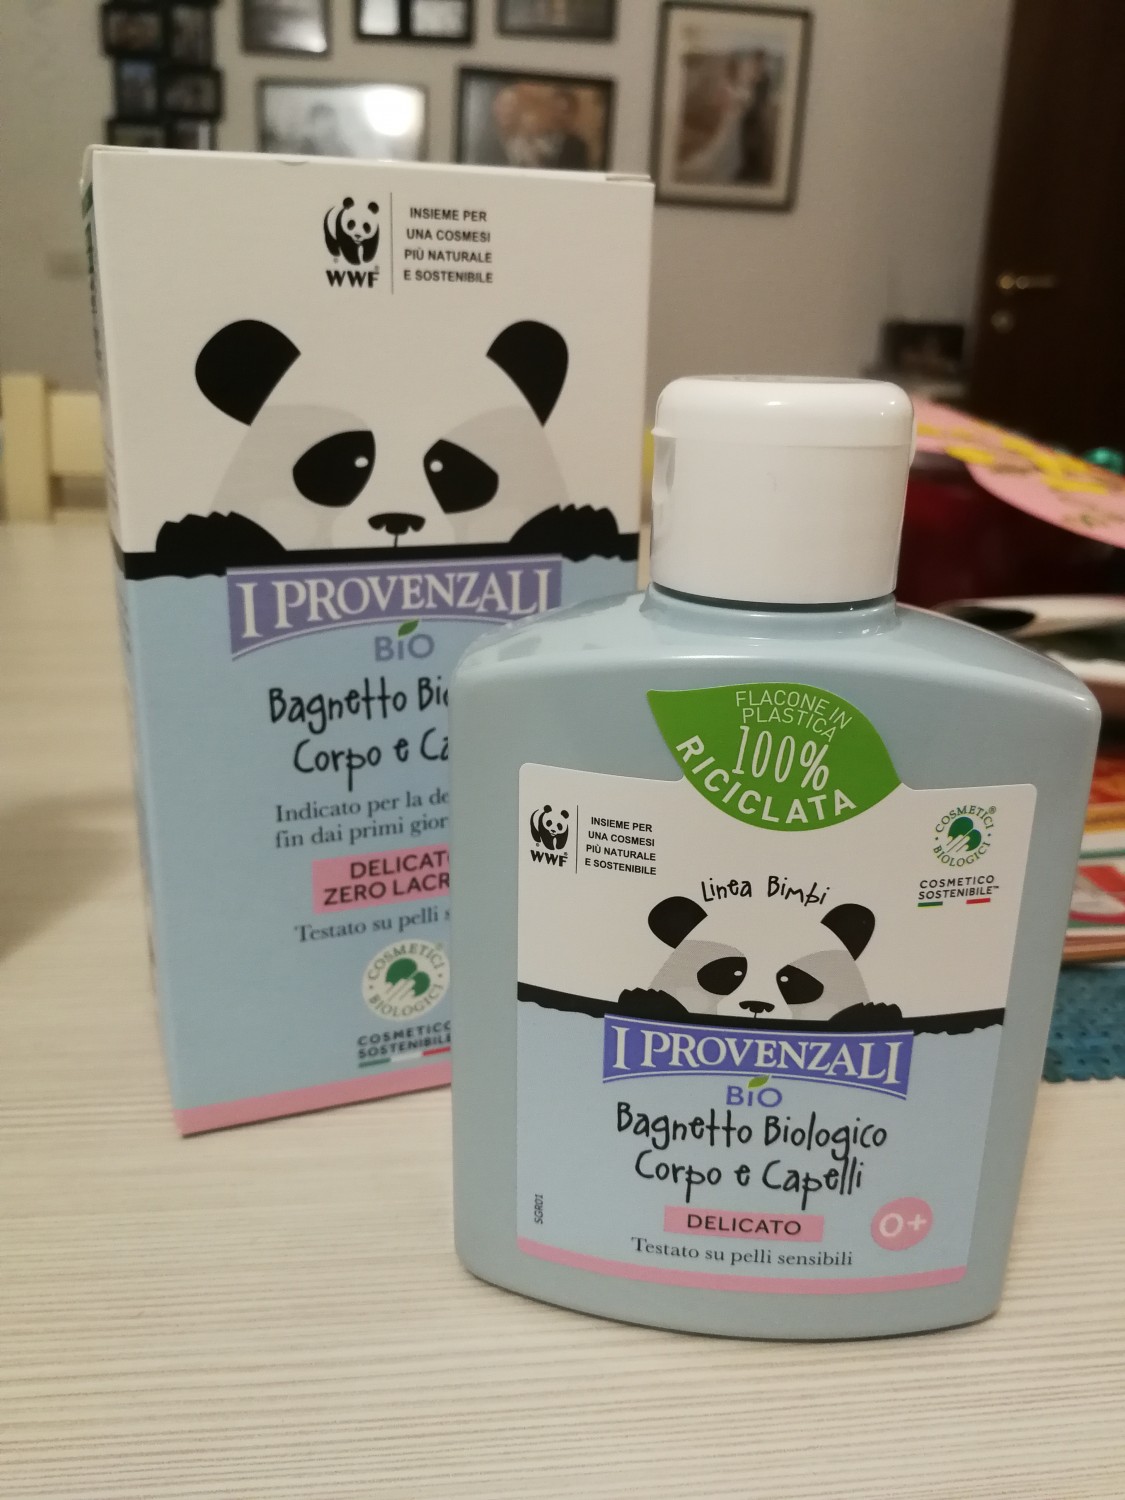 WWF
INSIEME PER
UNA COSMESI
PIÙ NATURALE
E SOSTENIBILE
I PROVENZALI
BIO
Bagnetto Bio
Corpo e Ca
Indicato per la de
fin dai primi gior
DELICATO
ZERO LACR
Testato su pelli s
COSMETICI
BIOLOGICI
COSMETICO
SOSTENIBILE
FLACONE IN
PLASTICA
100%
RICICLATA
WWF
INSIEME PER
UNA COSMESI
PIÙ NATURALE
E SOSTENIBILE
COSMETICI
BIOLOGICI
COSMETICO
SOSTENIBILE™
Linea Bimbi
I PROVENZALI
BIO
Bagnetto Biologico
Corpo e Capelli
DELICATO
0+
Testato su pelli sensibili
SGR01